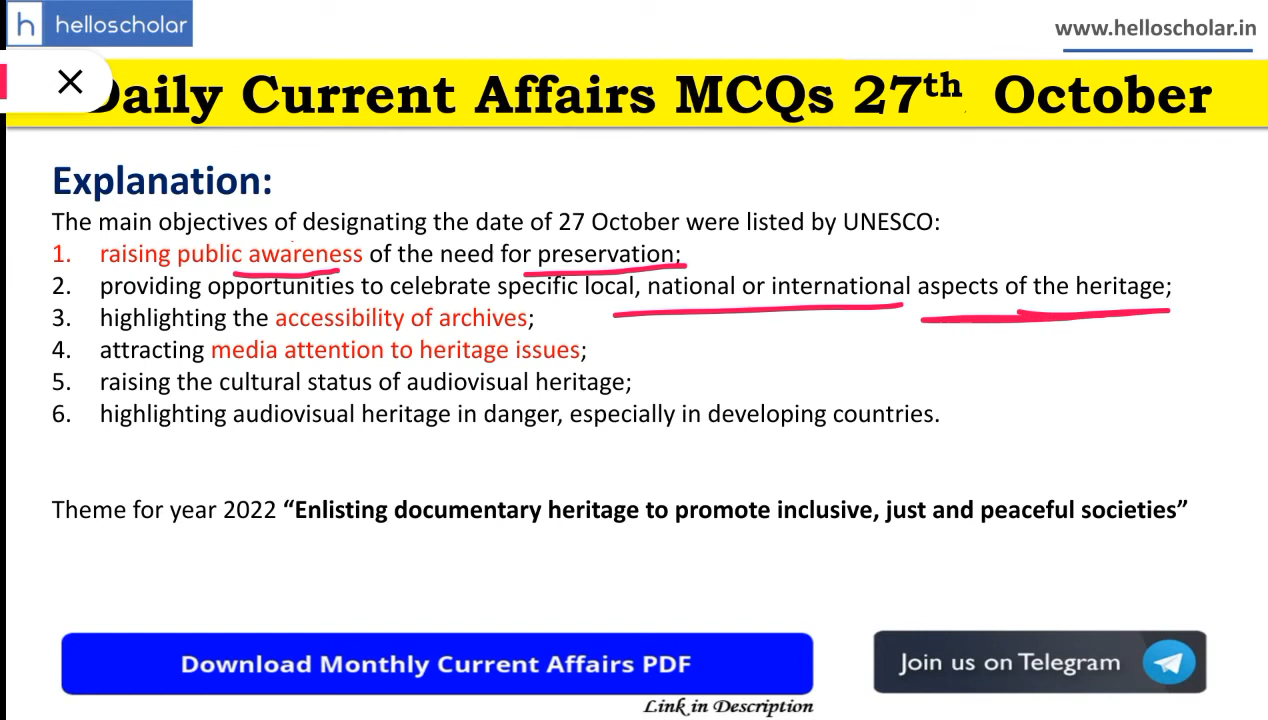 h helloscholar
www.helloscholar.in
Daily Current Affairs MCQs 27th October
Explanation:
The main objectives of designating the date of 27 October were listed by UNESCO:
1. raising public awareness of the need for preservation;
2. providing opportunities to celebrate specific local, national or international aspects of the heritage;
3. highlighting the accessibility of archives;
4. attracting media attention to heritage issues;
5. raising the cultural status of audiovisual heritage;
6. highlighting audiovisual heritage in danger, especially in developing countries.
Theme for year 2022 “Enlisting documentary heritage to promote inclusive, just and peaceful societies”
Download Monthly Current Affairs PDF
Join us on Telegram
Link in Description